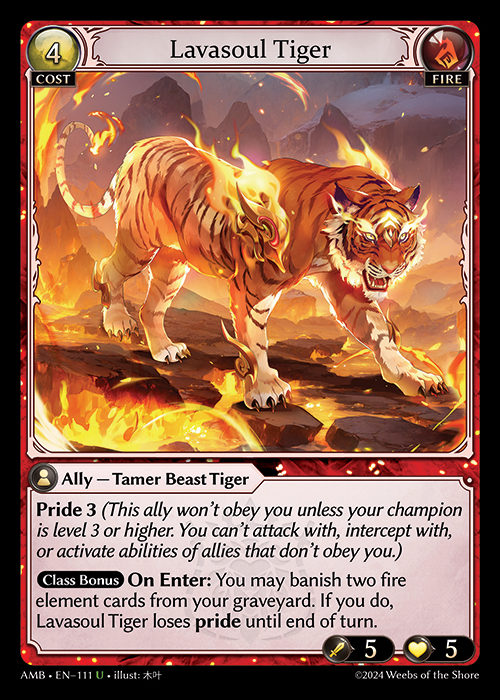 4
Lavasoul Tiger
COST
FIRE
Ally — Tamer Beast Tiger
Pride 3 (This ally won't obey you unless your champion
is level 3 or higher. You can't attack with, intercept with,
or activate abilities of allies that don't obey you.)
Class Bonus On Enter: You may banish two fire
element cards from your graveyard. If you do,
Lavasoul Tiger loses pride until end of turn.
5
5
AMB • EN–111 U • illust: 木叶
©2024 Weebs of the Shore